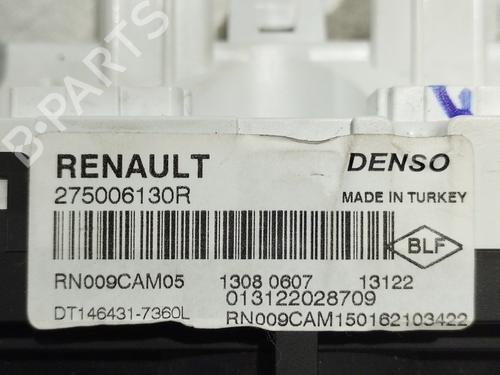 B-PARTS
RENAULT
DENSO
275006130R
MADE IN TURKEY
BLF
RN009CAM05 1308 0607 13122
013122028709
DT146431-7360L
RN009CAM150162103422